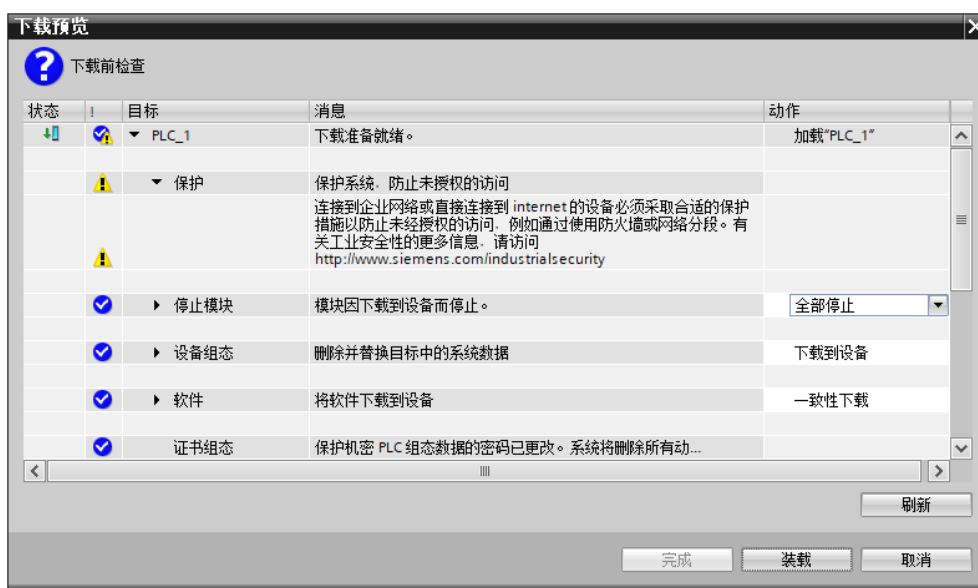 下载预览
下载前检查
状态 ! 目标 消息 动作
PLC_1 下载准备就绪。 加载“PLC_1”
保护 保护系统，防止未授权的访问
连接到企业网络或直接连接到 internet 的设备必须采取合适的保护
措施以防止未经授权的访问，例如通过使用防火墙或网络分段。有
关工业安全性的更多信息，请访问
http://www.siemens.com/industrialsecurity
停止模块 模块因下载到设备而停止。 全部停止
设备组态 删除并替换目标中的系统数据 下载到设备
软件 将软件下载到设备 一致性下载
证书组态 保护机密 PLC 组态数据的密码已更改。系统将删除所有动...
刷新
完成 装载 取消